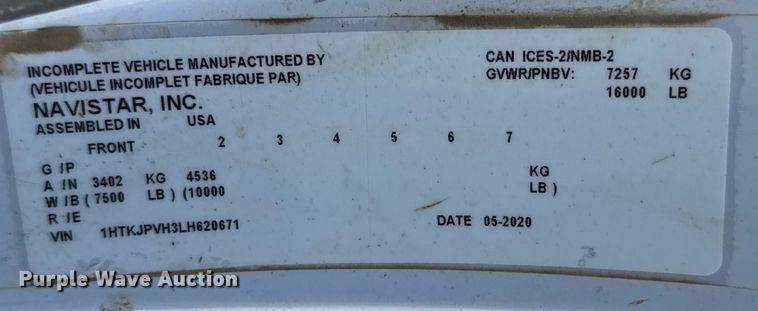 INCOMPLETE VEHICLE MANUFACTURED BY
(VEHICULE INCOMPLET FABRIQUE PAR)
NAVISTAR, INC.
ASSEMBLED IN USA
CAN ICES-2/NMB-2
GVWR/PNBV: 7257 KG
16000 LB
FRONT 2 3 4 5 6 7
G /P
A /N 3402 KG 4536 KG
W /B ( 7500 LB ) (10000 LB )
R /E
VIN 1HTKJPVH3LH620671 DATE 05-2020
Purple Wave Auction